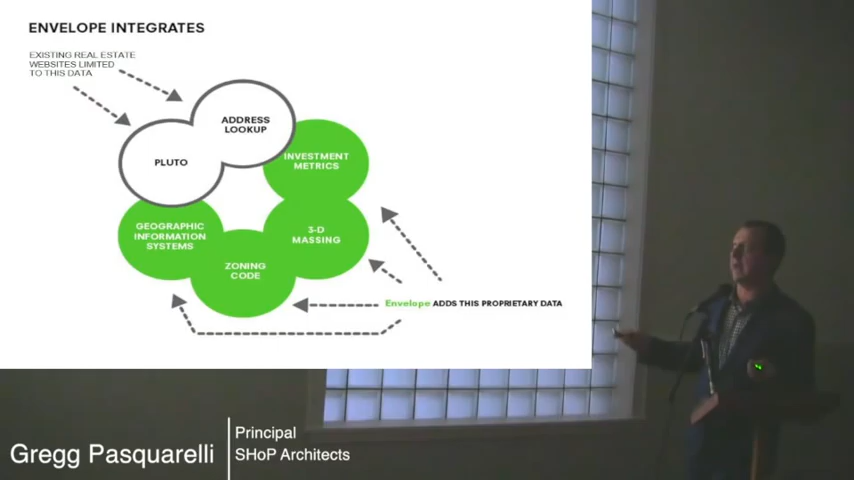 ENVELOPE INTEGRATES
EXISTING REAL ESTATE
WEBSITES LIMITED
TO THIS DATA
ADDRESS
LOOKUP
PLUTO
INVESTMENT
METRICS
GEOGRAPHIC
INFORMATION
SYSTEMS
3-D
MASSING
ZONING
CODE
Envelope ADDS THIS PROPRIETARY DATA
Gregg Pasquarelli
Principal
SHoP Architects